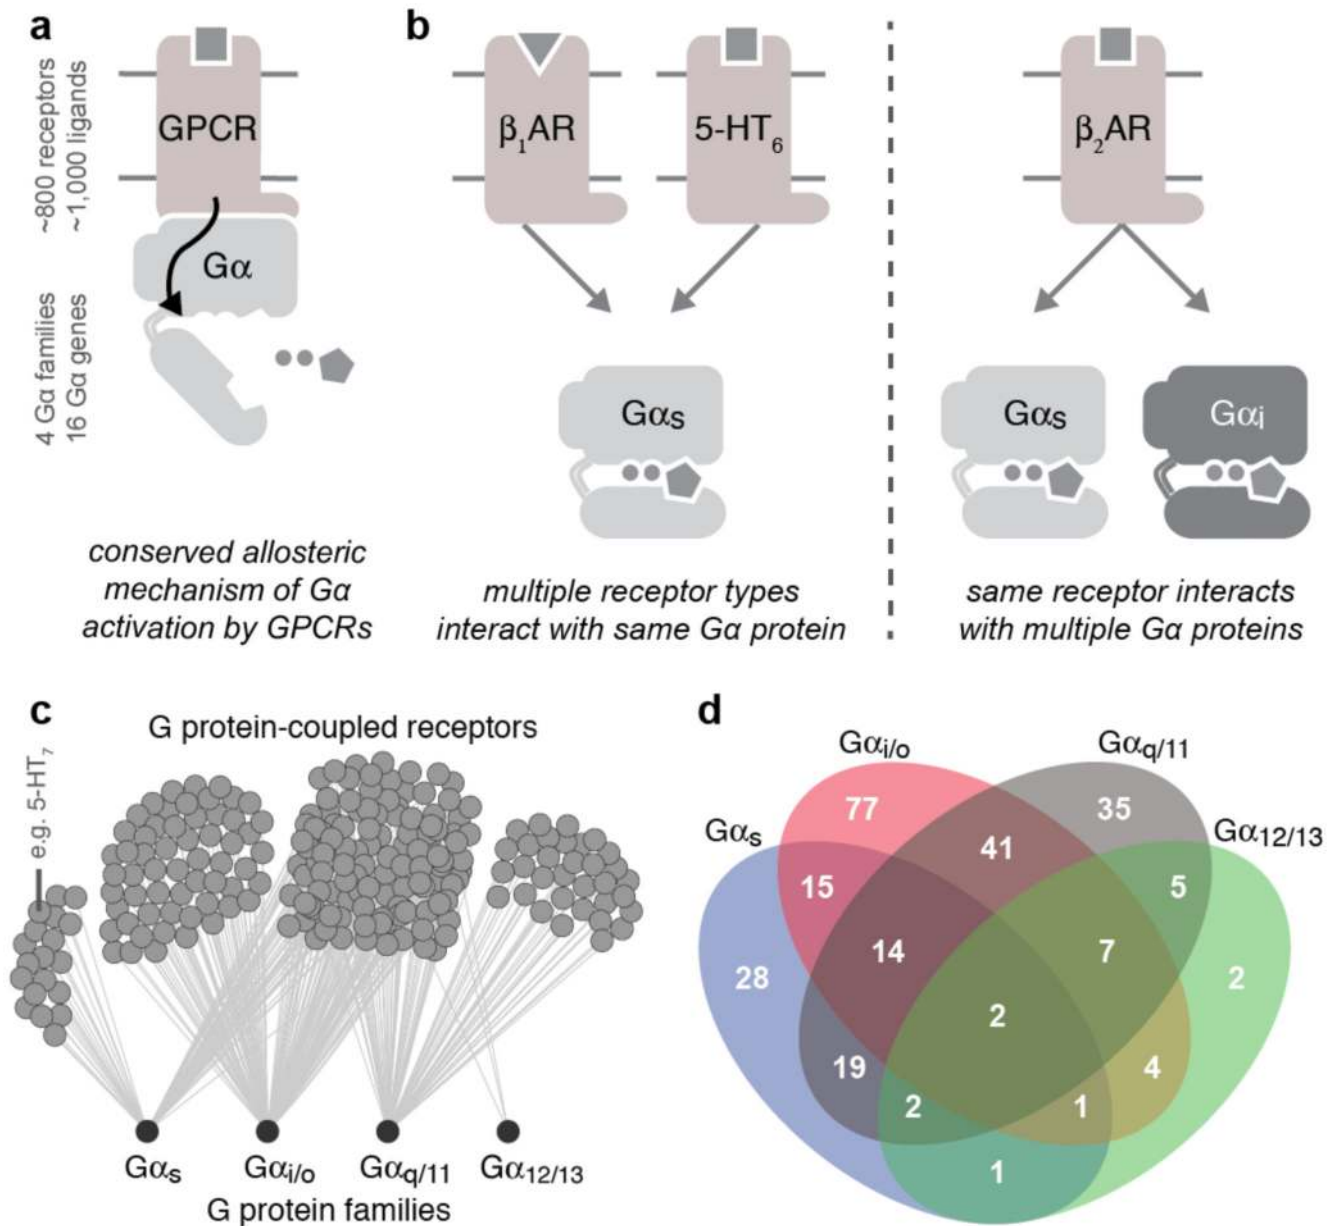 a
~800 receptors
~1,000 ligands
4 Gα families
16 Gα genes
GPCR
Gα
conserved allosteric
mechanism of Gα
activation by GPCRs
b
β₁AR
5-HT₆
Gαs
multiple receptor types
interact with same Gα protein
β₂AR
Gαs
Gαi
same receptor interacts
with multiple Gα proteins
c
G protein-coupled receptors
e.g. 5-HT₇
Gαs
Gαi/o
Gαq/11
Gα12/13
G protein families
d
Gαi/o
Gαq/11
Gαs
Gα12/13
77
35
41
15
5
14
7
28
2
2
19
4
2
1
1